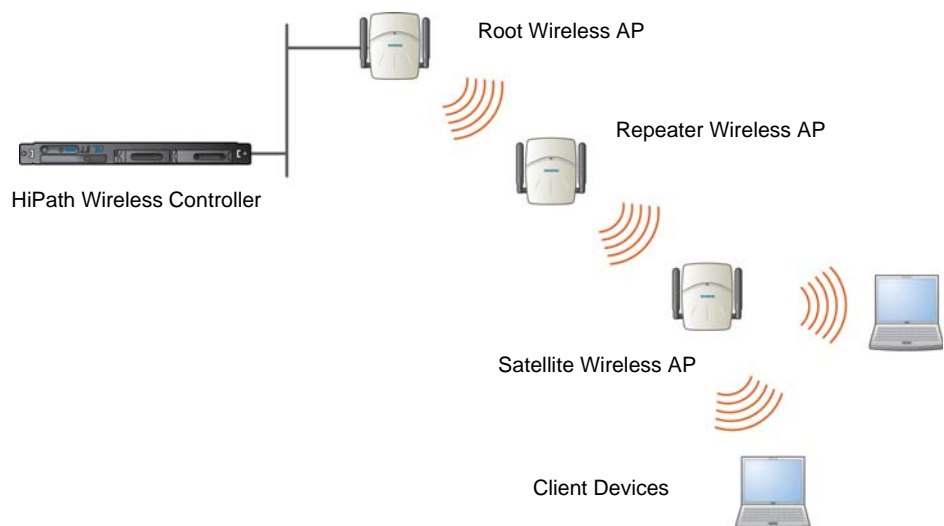 Root Wireless AP
Repeater Wireless AP
HiPath Wireless Controller
Satellite Wireless AP
Client Devices